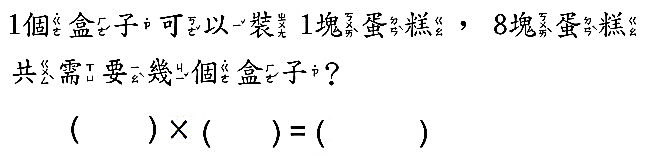 1個盒子可以裝1塊蛋糕，8塊蛋糕
共需要幾個盒子?
(　　)×(　　)=(　　)